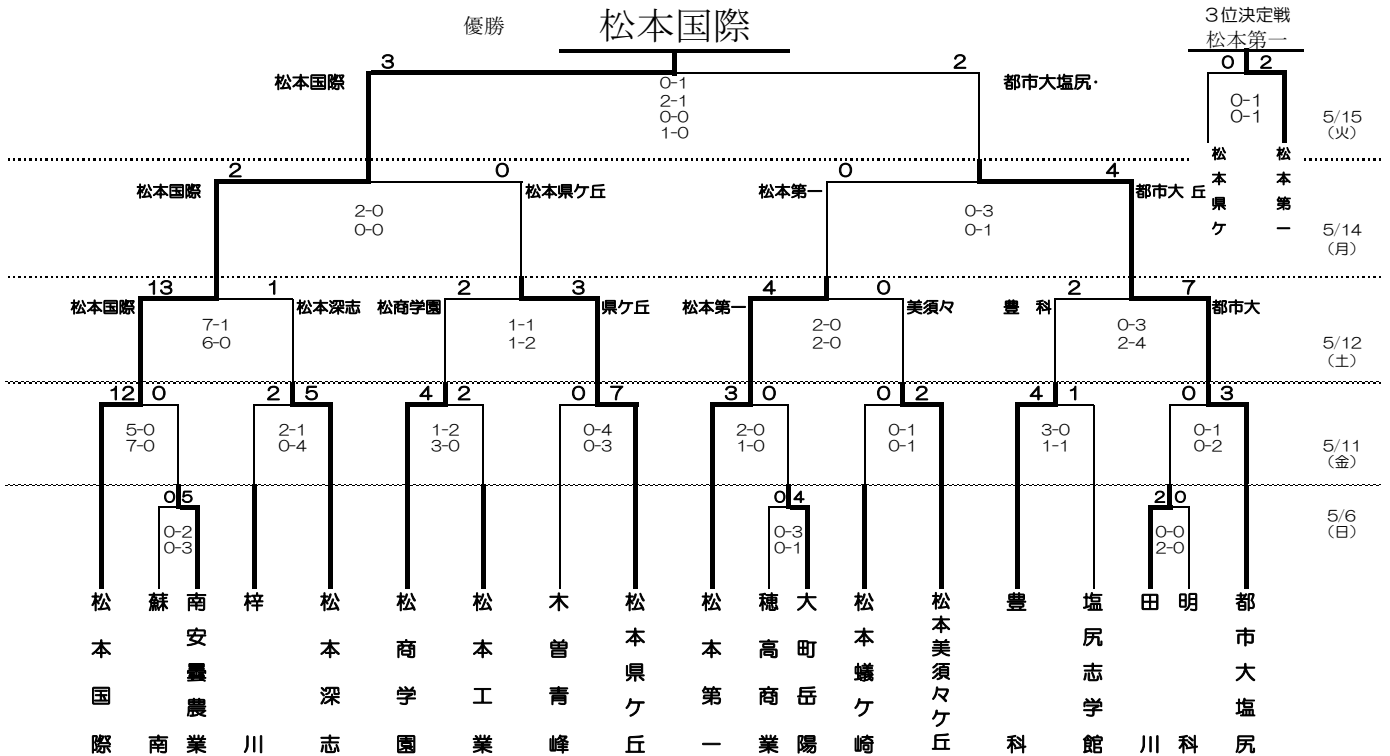 優勝 松本国際 3位決定戦
松本第一
3 2 0 2
松本国際 都市大塩尻・
0-1
2-1
0-0
1-0
0-1
0-1
5/15
(火)
2 0 0 4
松本国際 松本県ケ丘 松本第一 都市大 丘
松本県ケ 松本第一
2-0
0-0
0-3
0-1
5/14
(月)
13 1 2 3 4 0 2 7
松本国際 松本深志 松商学園 県ケ丘 松本第一 美須々 豊 科 都市大
7-1
6-0
1-1
1-2
2-0
2-0
0-3
2-4
5/12
(土)
12 0 2 5 4 2 0 7 3 0 0 2 4 1 0 3
5-0
7-0
2-1
0-4
1-2
3-0
0-4
0-3
2-0
1-0
0-1
0-1
3-0
1-1
0-1
0-2
5/11
(金)
0 5 0 4 2 0
0-2
0-3
0-3
0-1
0-0
2-0
5/6
(日)
松本国際
蘇南
南安曇農業
梓川
松本深志
松商学園
松本工業
木曽青峰
松本県ケ丘
松本第一
穂高商業
大町岳陽
松本蟻ケ崎
松本美須々ケ丘
豊科
塩尻志学館
田川
明科
都市大塩尻